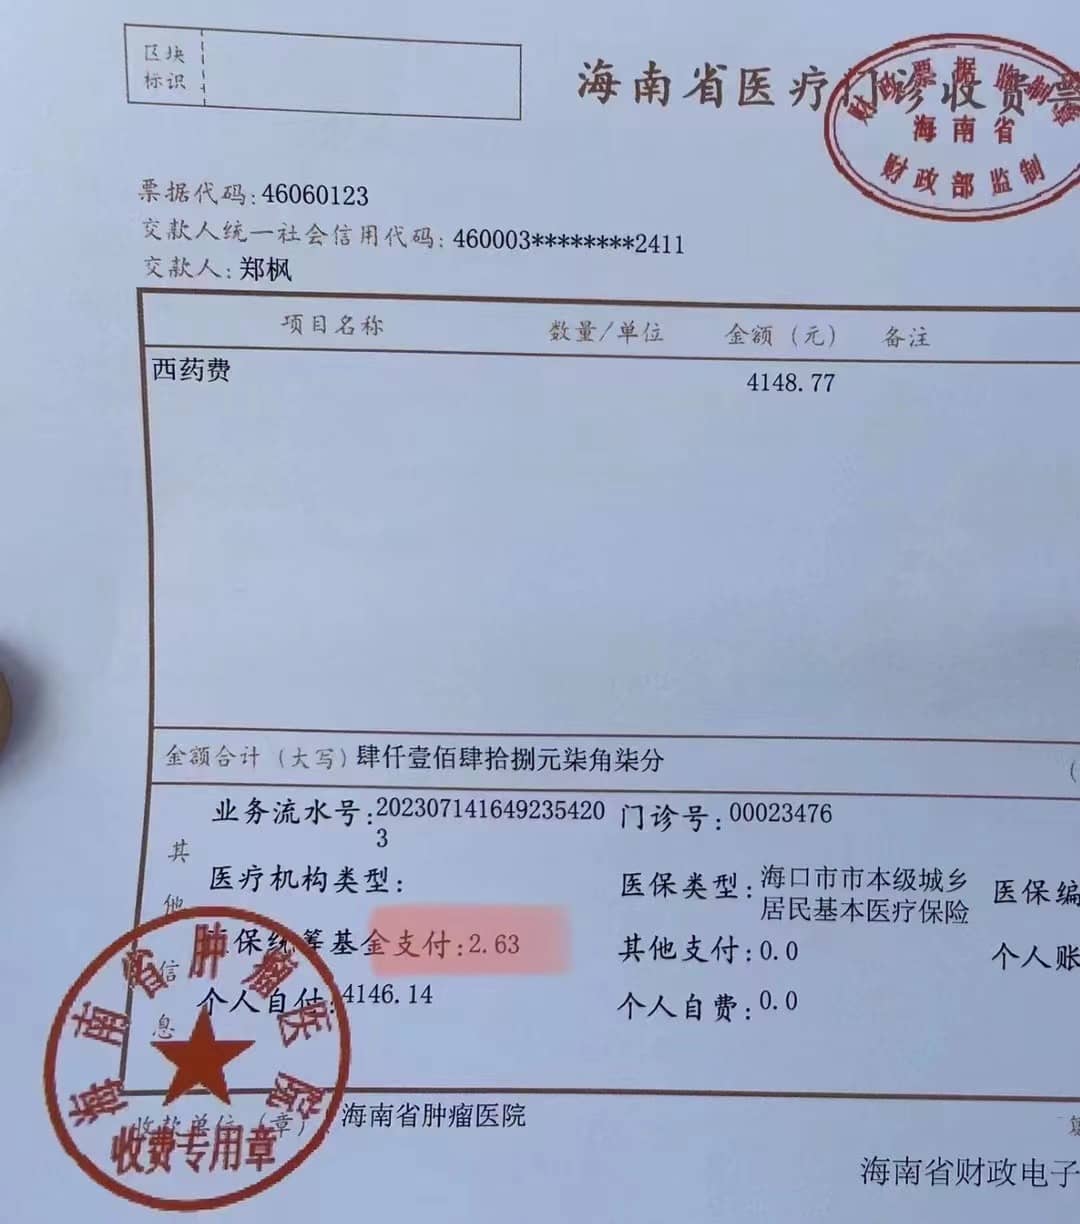 区块
标识
海南省医疗门诊收费票
财政票据监制章
海南省
财政部监制
票据代码:46060123
交款人统一社会信用代码:460003********2411
交款人:郑枫
项目名称 数量/单位 金额(元) 备注
西药费 4148.77
金额合计(大写)肆仟壹佰肆拾捌元柒角柒分 (
业务流水号:202307141649235420 门诊号:00023476
3
医疗机构类型: 医保类型:海口市市本级城乡 医保编
居民基本医疗保险
医保统筹基金支付:2.63 其他支付:0.0 个人账
个人自付:4146.14 个人自费:0.0
其他信息
收款单位(章):海南省肿瘤医院
海南省肿瘤医院
收费专用章
海南省财政电子